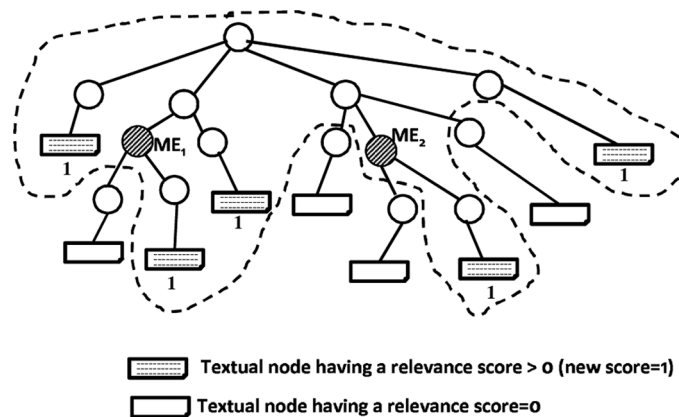 ME1
ME2
1
1
1
1
1
Textual node having a relevance score > 0 (new score=1)
Textual node having a relevance score=0